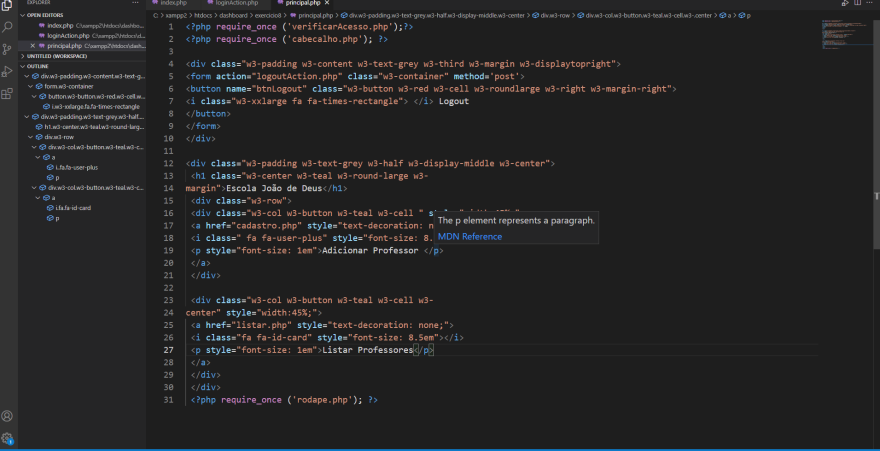 EXPLORER
OPEN EDITORS
index.php C:\xampp2\htdocs\dashbo...
loginAction.php C:\xampp2\htdocs\d...
× principal.php C:\xampp2\htdocs\dash...
UNTITLED (WORKSPACE)
OUTLINE
div.w3-padding.w3-content.w3-text-g...
form.w3-container
button.w3-button.w3-red.w3-cell.w...
i.w3-xxlarge.fa.fa-times-rectangle
div.w3-padding.w3-text-grey.w3-half....
h1.w3-center.w3-teal.w3-round-larg...
div.w3-row
div.w3-col.w3-button.w3-teal.w3-c...
a
i.fa.fa-user-plus
p
div.w3-col.w3-button.w3-teal.w3-c...
a
i.fa.fa-id-card
p
index.php loginAction.php principal.php ×
C: > xampp2 > htdocs > dashboard > exercicio8 > principal.php > div.w3-padding.w3-text-grey.w3-half.w3-display-middle.w3-center > div.w3-row > div.w3-col.w3-button.w3-teal.w3-cell.w3-.center > a > p
1 <?php require_once ('verificarAcesso.php');?>
2 <?php require_once ('cabecalho.php'); ?>
3
4 <div class="w3-padding w3-content w3-text-grey w3-third w3-margin w3-displaytopright">
5 <form action="logoutAction.php" class="w3-container" method='post'>
6 <button name="btnLogout" class="w3-button w3-red w3-cell w3-roundlarge w3-right w3-margin-right">
7 <i class="w3-xxlarge fa fa-times-rectangle"> </i> Logout
8 </button>
9 </form>
10 </div>
11
12 <div class="w3-padding w3-text-grey w3-half w3-display-middle w3-center">
13 <h1 class="w3-center w3-teal w3-round-large w3-
14 margin">Escola João de Deus</h1>
15 <div class="w3-row">
16 <div class="w3-col w3-button w3-teal w3-cell "
17 <a href="cadastro.php" style="text-decoration:
18 <i class=" fa fa-user-plus" style="font-size: 8.
19 <p style="font-size: 1em">Adicionar Professor </p>
20 </a>
21 </div>
22
23 <div class="w3-col w3-button w3-teal w3-cell w3-
24 center" style="width:45%;">
25 <a href="listar.php" style="text-decoration: none;">
26 <i class="fa fa-id-card" style="font-size: 8.5em"></i>
27 <p style="font-size: 1em">Listar Professores</p>
28 </a>
29 </div>
30 </div>
31 <?php require_once ('rodape.php'); ?>
The p element represents a paragraph.
MDN Reference